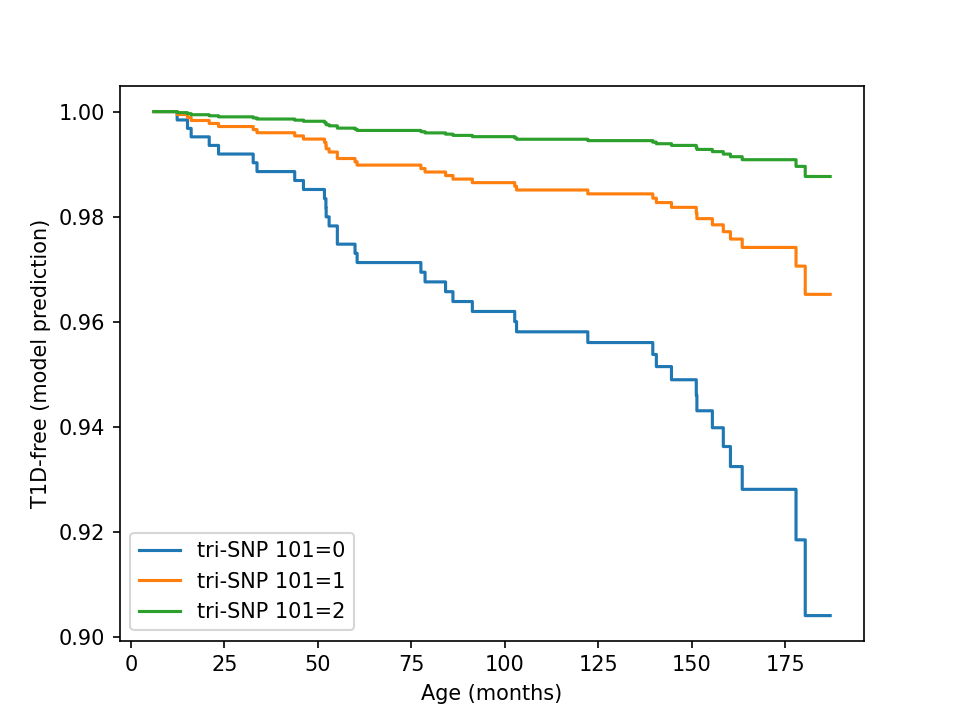 1.00
0.98
0.96
0.94
0.92
0.90
T1D-free (model prediction)
tri-SNP 101=0
tri-SNP 101=1
tri-SNP 101=2
0 25 50 75 100 125 150 175
Age (months)